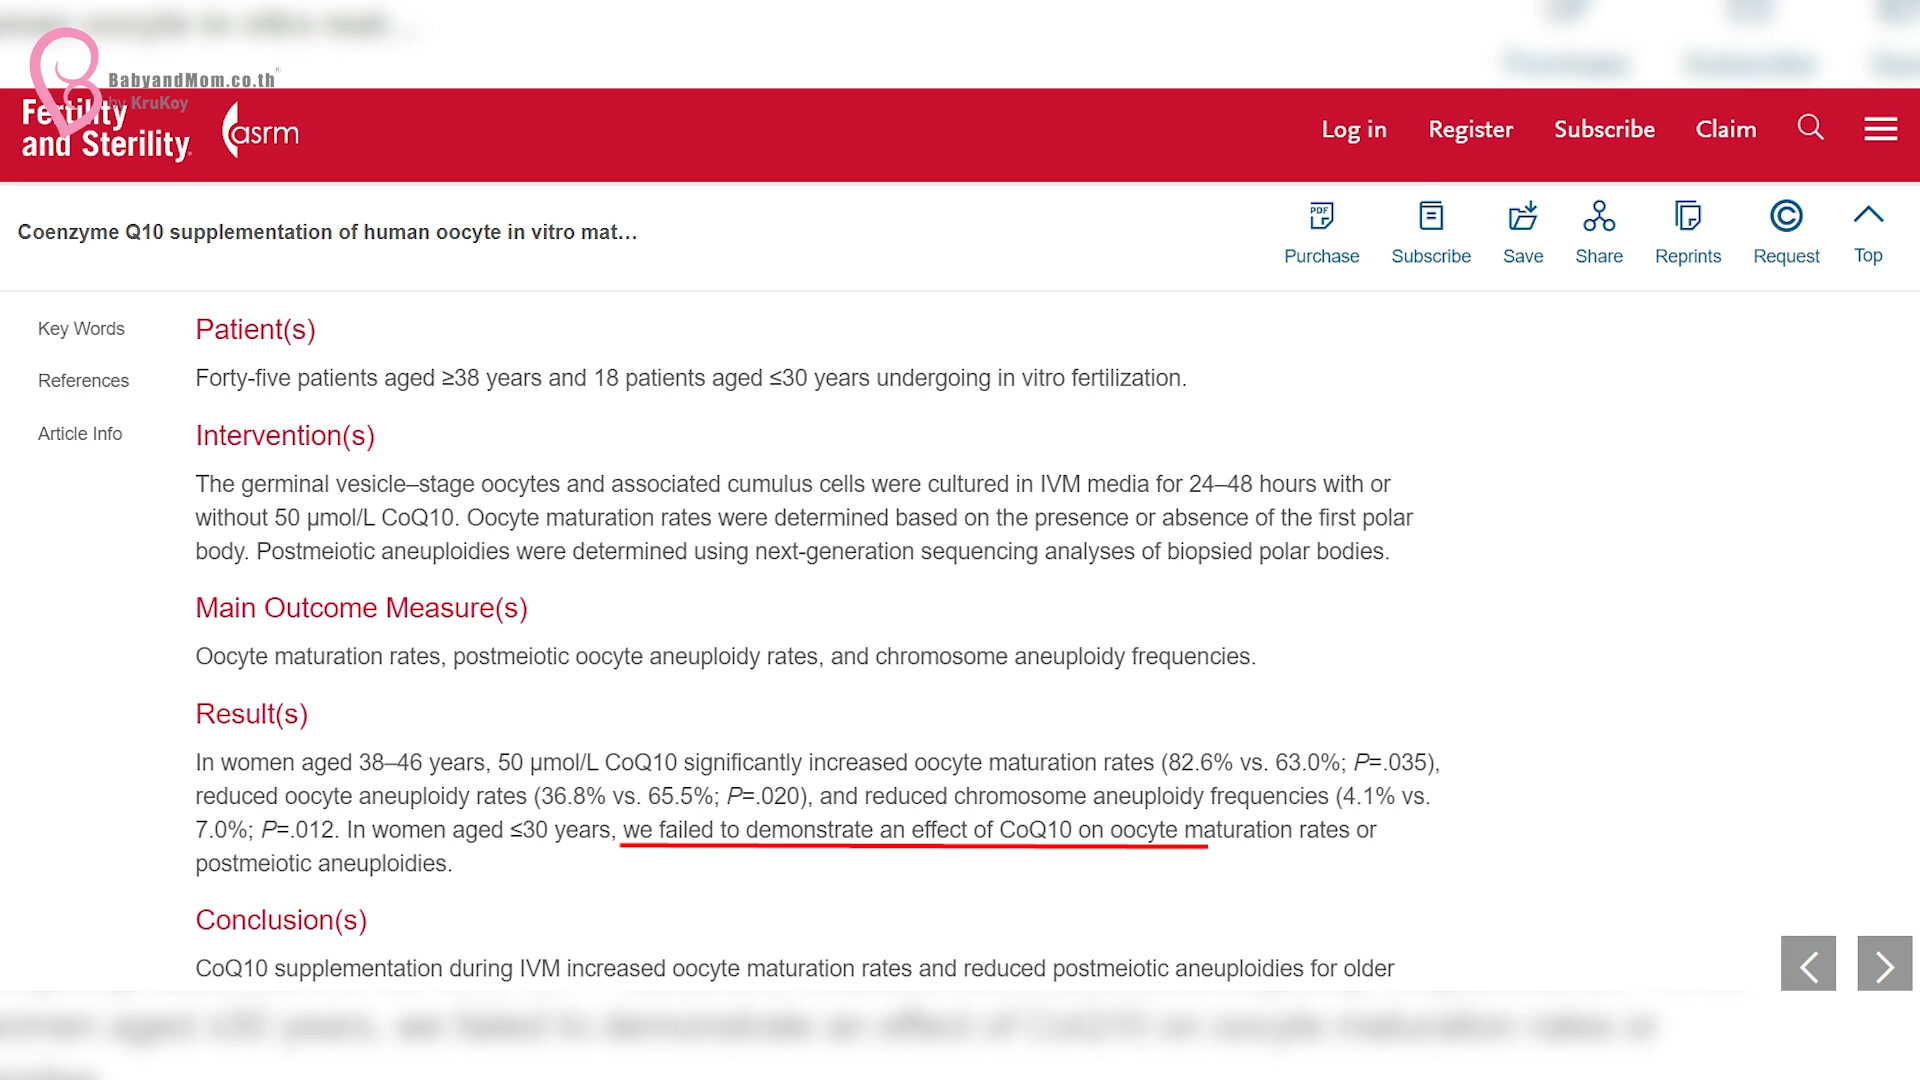 BabyandMom.co.th
by KruKoy
Fertility
and Sterility
asrm
Log in
Register
Subscribe
Claim
Coenzyme Q10 supplementation of human oocyte in vitro mat...
PDF
Purchase
Subscribe
Save
Share
Reprints
Request
Top
Key Words
References
Article Info
Patient(s)
Forty-five patients aged ≥38 years and 18 patients aged ≤30 years undergoing in vitro fertilization.
Intervention(s)
The germinal vesicle–stage oocytes and associated cumulus cells were cultured in IVM media for 24–48 hours with or
without 50 μmol/L CoQ10. Oocyte maturation rates were determined based on the presence or absence of the first polar
body. Postmeiotic aneuploidies were determined using next-generation sequencing analyses of biopsied polar bodies.
Main Outcome Measure(s)
Oocyte maturation rates, postmeiotic oocyte aneuploidy rates, and chromosome aneuploidy frequencies.
Result(s)
In women aged 38–46 years, 50 μmol/L CoQ10 significantly increased oocyte maturation rates (82.6% vs. 63.0%; P=.035),
reduced oocyte aneuploidy rates (36.8% vs. 65.5%; P=.020), and reduced chromosome aneuploidy frequencies (4.1% vs.
7.0%; P=.012. In women aged ≤30 years, we failed to demonstrate an effect of CoQ10 on oocyte maturation rates or
postmeiotic aneuploidies.
Conclusion(s)
CoQ10 supplementation during IVM increased oocyte maturation rates and reduced postmeiotic aneuploidies for older